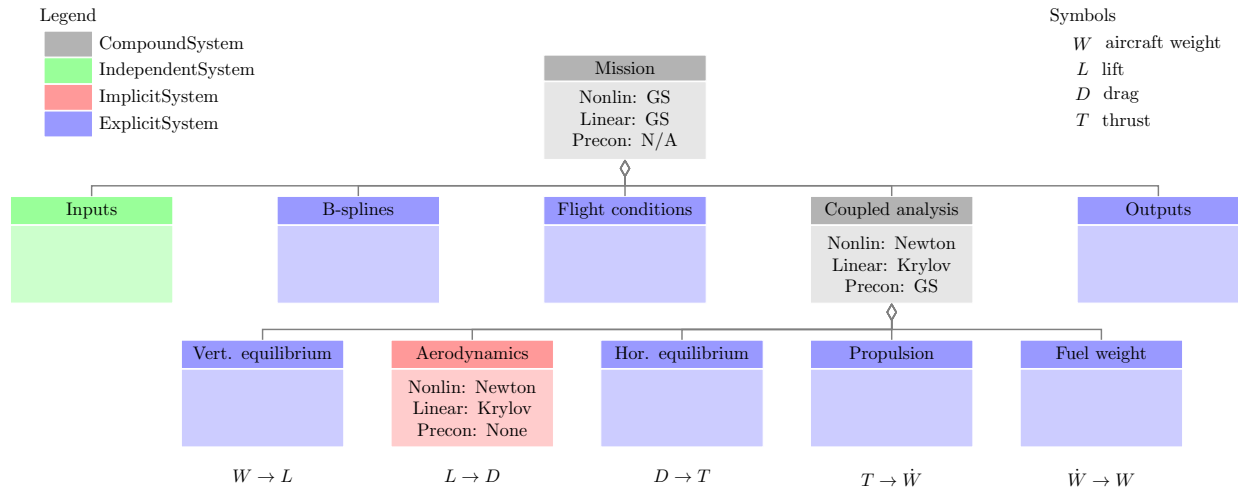 Legend
CompoundSystem
IndependentSystem
ImplicitSystem
ExplicitSystem
Symbols
W aircraft weight
L lift
D drag
T thrust
Mission
Nonlin: GS
Linear: GS
Precon: N/A
Inputs
B-splines
Flight conditions
Coupled analysis
Nonlin: Newton
Linear: Krylov
Precon: GS
Outputs
Vert. equilibrium
Aerodynamics
Nonlin: Newton
Linear: Krylov
Precon: None
Hor. equilibrium
Propulsion
Fuel weight
W → L
L → D
D → T
T → Ẇ
Ẇ → W